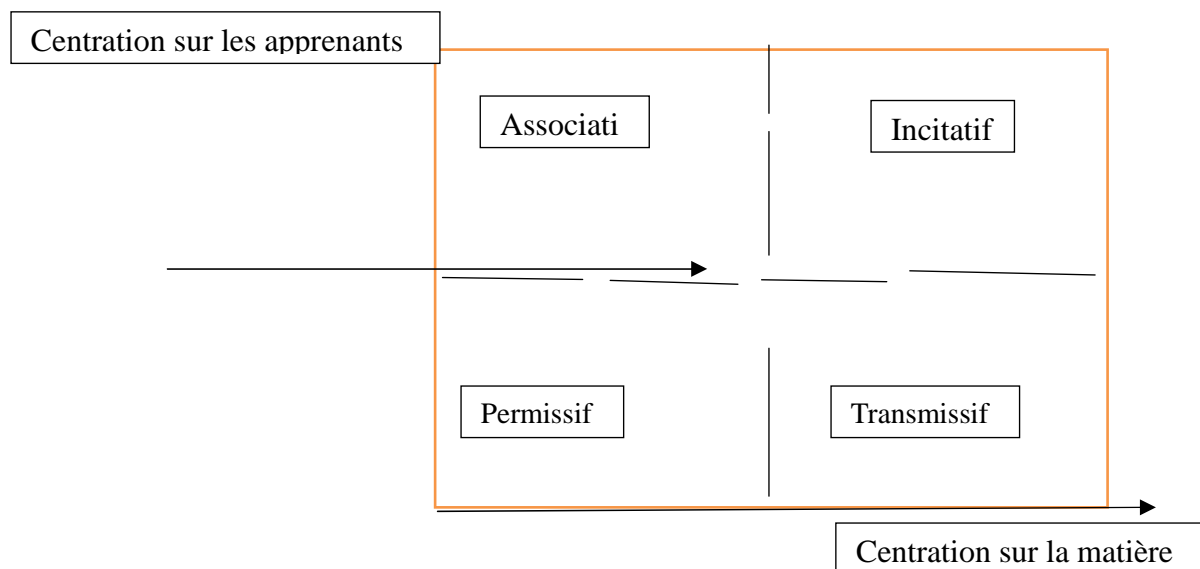 Centration sur les apprenants
Associati
Incitatif
Permissif
Transmissif
Centration sur la matière